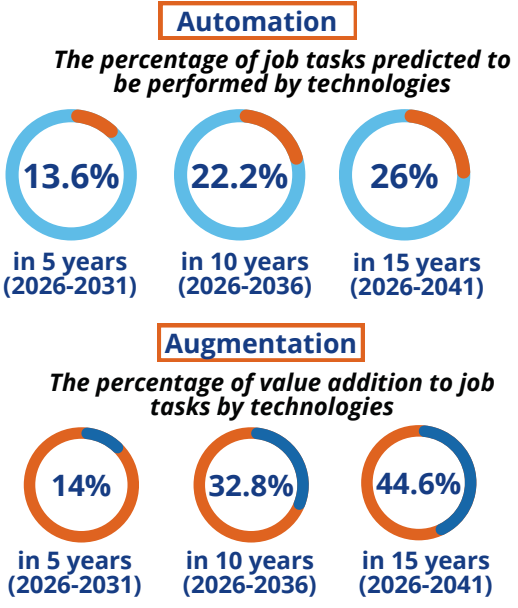 Automation
The percentage of job tasks predicted to
be performed by technologies
13.6%
22.2%
26%
in 5 years
(2026-2031)
in 10 years
(2026-2036)
in 15 years
(2026-2041)
Augmentation
The percentage of value addition to job
tasks by technologies
14%
32.8%
44.6%
in 5 years
(2026-2031)
in 10 years
(2026-2036)
in 15 years
(2026-2041)